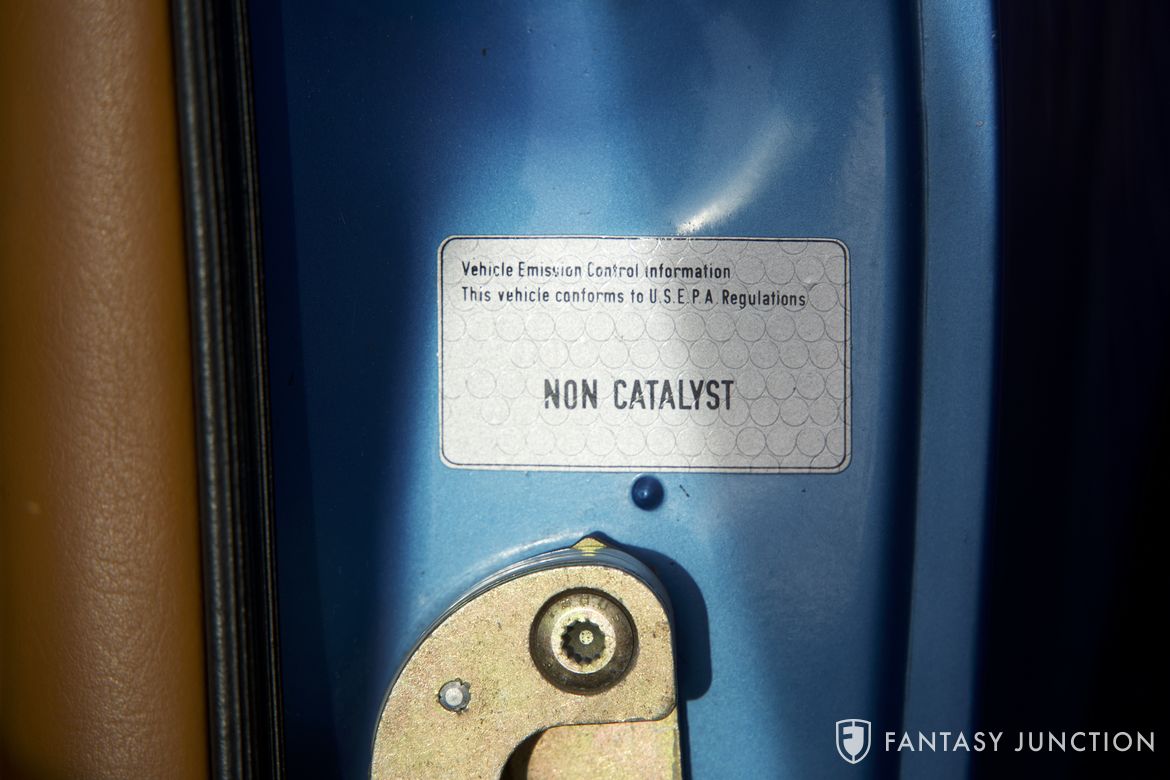 Vehicle Emission Control Information
This vehicle conforms to U.S.E.P.A. Regulations
NON CATALYST
FANTASY JUNCTION